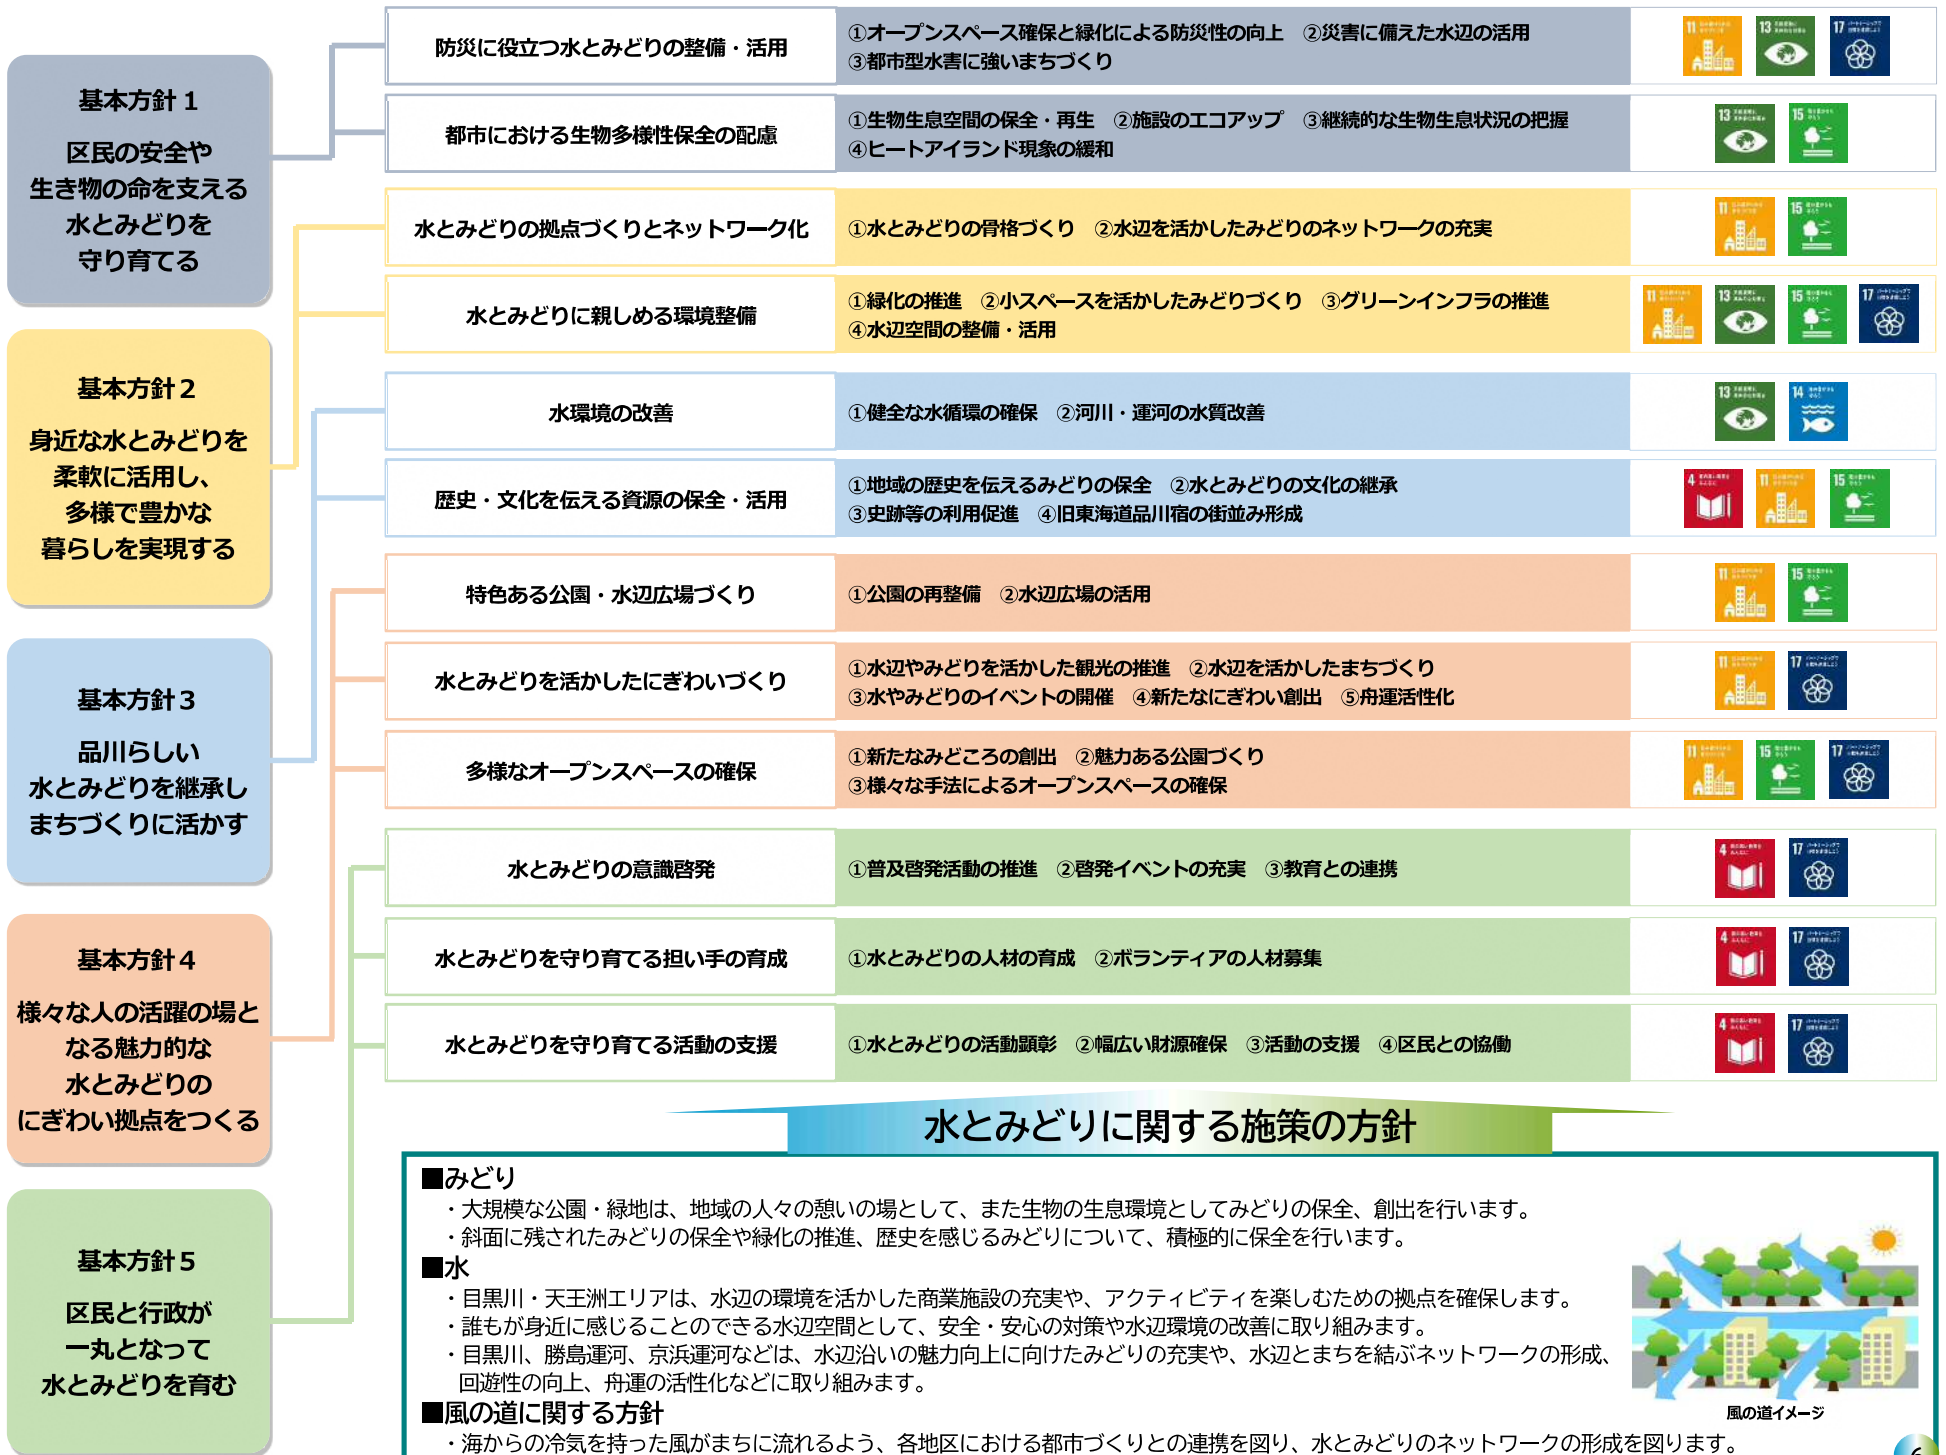 基本方針１
区民の安全や
生き物の命を支える
水とみどりを
守り育てる
防災に役立つ水とみどりの整備・活用
①オープンスペース確保と緑化による防災性の向上　②災害に備えた水辺の活用
③都市型水害に強いまちづくり
11
13
17
都市における生物多様性保全の配慮
①生物生息空間の保全・再生　②施設のエコアップ　③継続的な生物生息状況の把握
④ヒートアイランド現象の緩和
13
15
基本方針２
身近な水とみどりを
柔軟に活用し、
多様で豊かな
暮らしを実現する
水とみどりの拠点づくりとネットワーク化
①水とみどりの骨格づくり　②水辺を活かしたみどりのネットワークの充実
11
15
水とみどりに親しめる環境整備
①緑化の推進　②小スペースを活かしたみどりづくり　③グリーンインフラの推進
④水辺空間の整備・活用
11
13
15
17
基本方針３
品川らしい
水とみどりを継承し
まちづくりに活かす
水環境の改善
①健全な水循環の確保　②河川・運河の水質改善
13
14
歴史・文化を伝える資源の保全・活用
①地域の歴史を伝えるみどりの保全　②水とみどりの文化の継承
③史跡等の利用促進　④旧東海道品川宿の街並み形成
4
11
15
基本方針４
様々な人の活躍の場と
なる魅力的な
水とみどりの
にぎわい拠点をつくる
特色ある公園・水辺広場づくり
①公園の再整備　②水辺広場の活用
11
15
水とみどりを活かしたにぎわいづくり
①水辺やみどりを活かした観光の推進　②水辺を活かしたまちづくり
③水やみどりのイベントの開催　④新たなにぎわい創出　⑤舟運活性化
11
17
多様なオープンスペースの確保
①新たなみどころの創出　②魅力ある公園づくり
③様々な手法によるオープンスペースの確保
11
15
17
基本方針５
区民と行政が
一丸となって
水とみどりを育む
水とみどりの意識啓発
①普及啓発活動の推進　②啓発イベントの充実　③教育との連携
4
17
水とみどりを守り育てる担い手の育成
①水とみどりの人材の育成　②ボランティアの人材募集
4
17
水とみどりを守り育てる活動の支援
①水とみどりの活動顕彰　②幅広い財源確保　③活動の支援　④区民との協働
4
17
水とみどりに関する施策の方針
■みどり
・大規模な公園・緑地は、地域の人々の憩いの場として、また生物の生息環境としてみどりの保全、創出を行います。
・斜面に残されたみどりの保全や緑化の推進、歴史を感じるみどりについて、積極的に保全を行います。
■水
・目黒川・天王洲エリアは、水辺の環境を活かした商業施設の充実や、アクティビティを楽しむための拠点を確保します。
・誰もが身近に感じることのできる水辺空間として、安全・安心の対策や水辺環境の改善に取り組みます。
・目黒川、勝島運河、京浜運河などは、水辺沿いの魅力向上に向けたみどりの充実や、水辺とまちを結ぶネットワークの形成、
回遊性の向上、舟運の活性化などに取り組みます。
風の道イメージ
■風の道に関する方針
・海からの冷気を持った風がまちに流れるよう、各地区における都市づくりとの連携を図り、水とみどりのネットワークの形成を図ります。